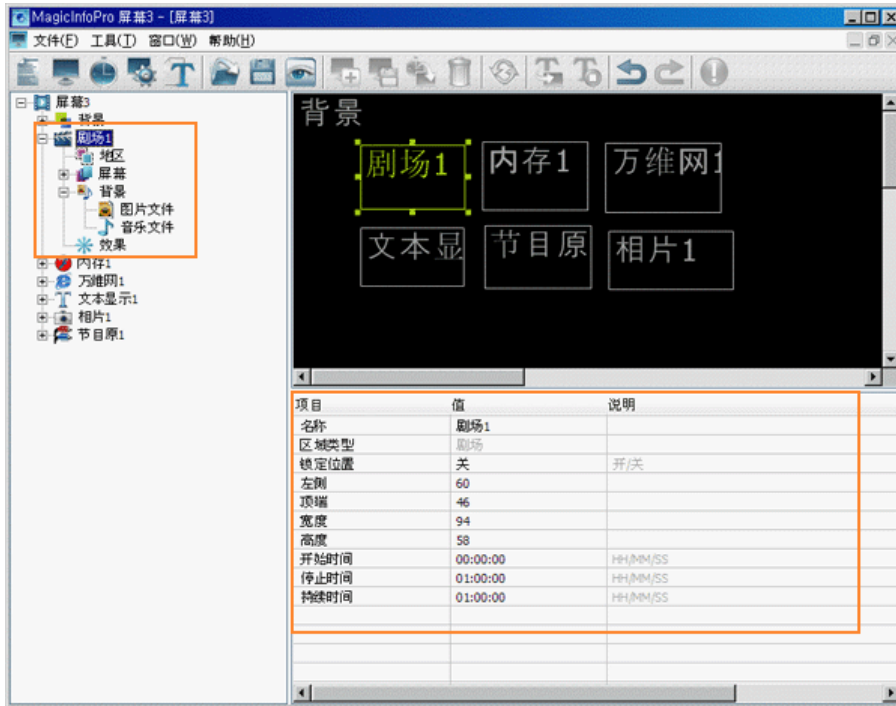 MagicInfoPro 屏幕3 - [屏幕3]
文件(F) 工具(T) 窗口(W) 帮助(H)
屏幕3
背景
剧场1
地区
屏幕
背景
图片文件
音乐文件
效果
内存1
万维网1
文本显示1
相片1
节目原1
背景
剧场1 内存1 万维网1
文本显 节目原 相片1
项目 值 说明
名称 剧场1
区域类型 剧场
锁定位置 关 开/关
左侧 60
顶端 46
宽度 94
高度 58
开始时间 00:00:00 HH/MM/SS
停止时间 01:00:00 HH/MM/SS
持续时间 01:00:00 HH/MM/SS